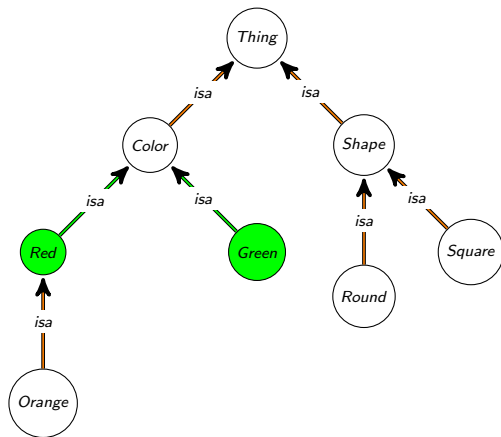 Thing
isa
isa
Color
Shape
isa
isa
isa
isa
Red
Green
Square
Round
isa
Orange